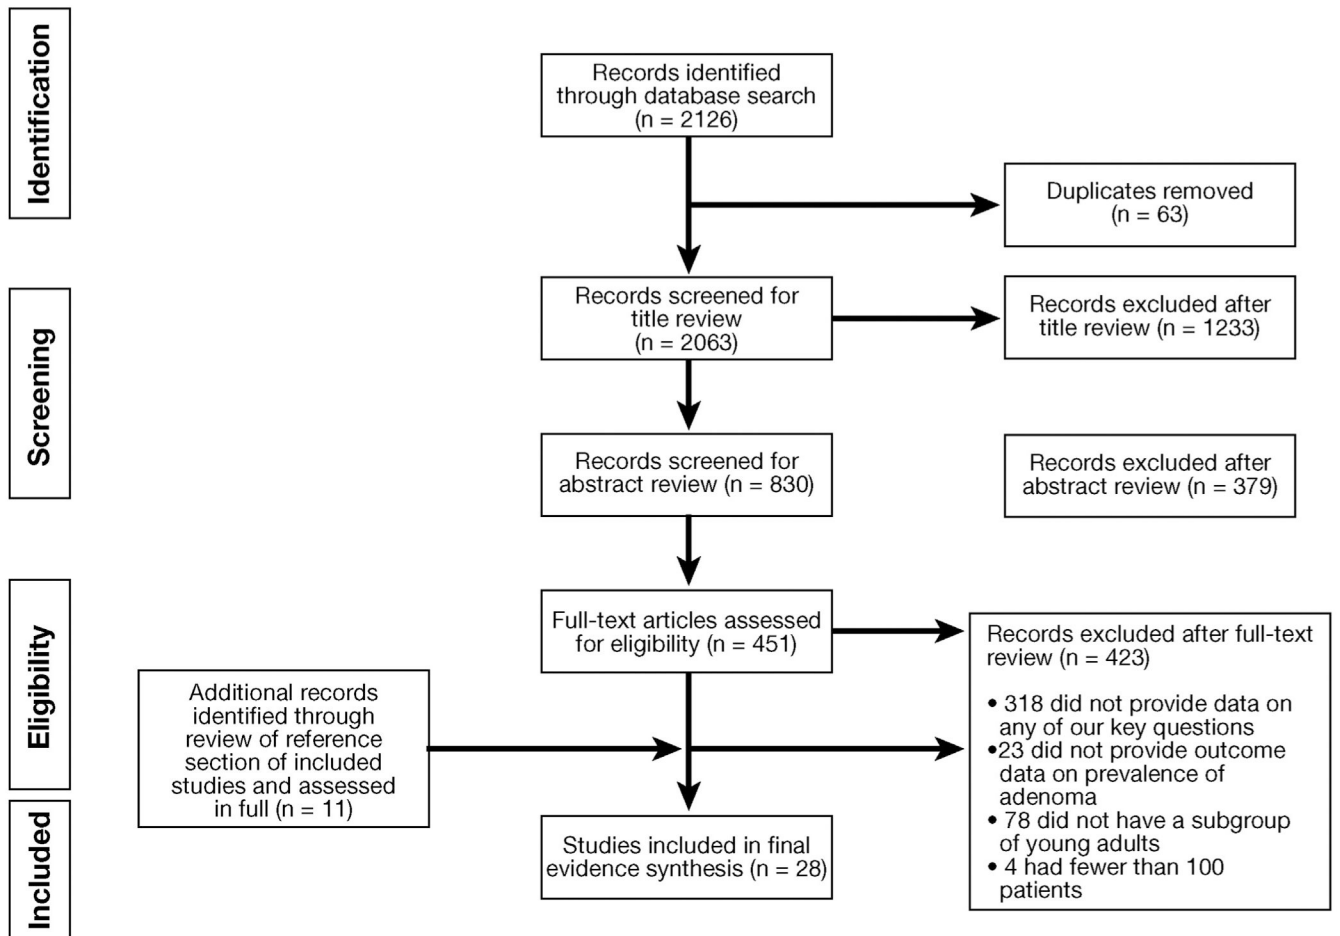 Identification
Records identified
through database search
(n = 2126)
Duplicates removed
(n = 63)
Screening
Records screened for
title review
(n = 2063)
Records excluded after
title review (n = 1233)
Records screened for
abstract review (n = 830)
Records excluded after
abstract review (n = 379)
Eligibility
Full-text articles assessed
for eligibility (n = 451)
Records excluded after full-text
review (n = 423)
• 318 did not provide data on
any of our key questions
•23 did not provide outcome
data on prevalence of
adenoma
• 78 did not have a subgroup
of young adults
• 4 had fewer than 100
patients
Additional records
identified through
review of reference
section of included
studies and assessed
in full (n = 11)
Included
Studies included in final
evidence synthesis (n = 28)